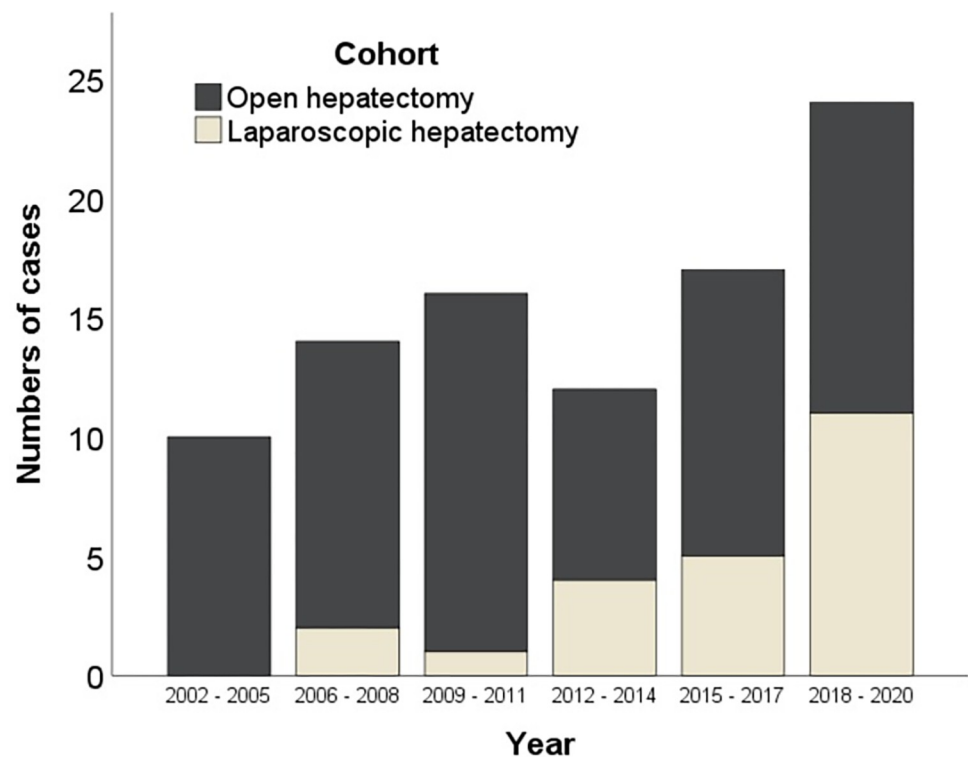 Cohort
Open hepatectomy
Laparoscopic hepatectomy
Numbers of cases
25
20
15
10
5
0
2002 - 2005 2006 - 2008 2009 - 2011 2012 - 2014 2015 - 2017 2018 - 2020
Year